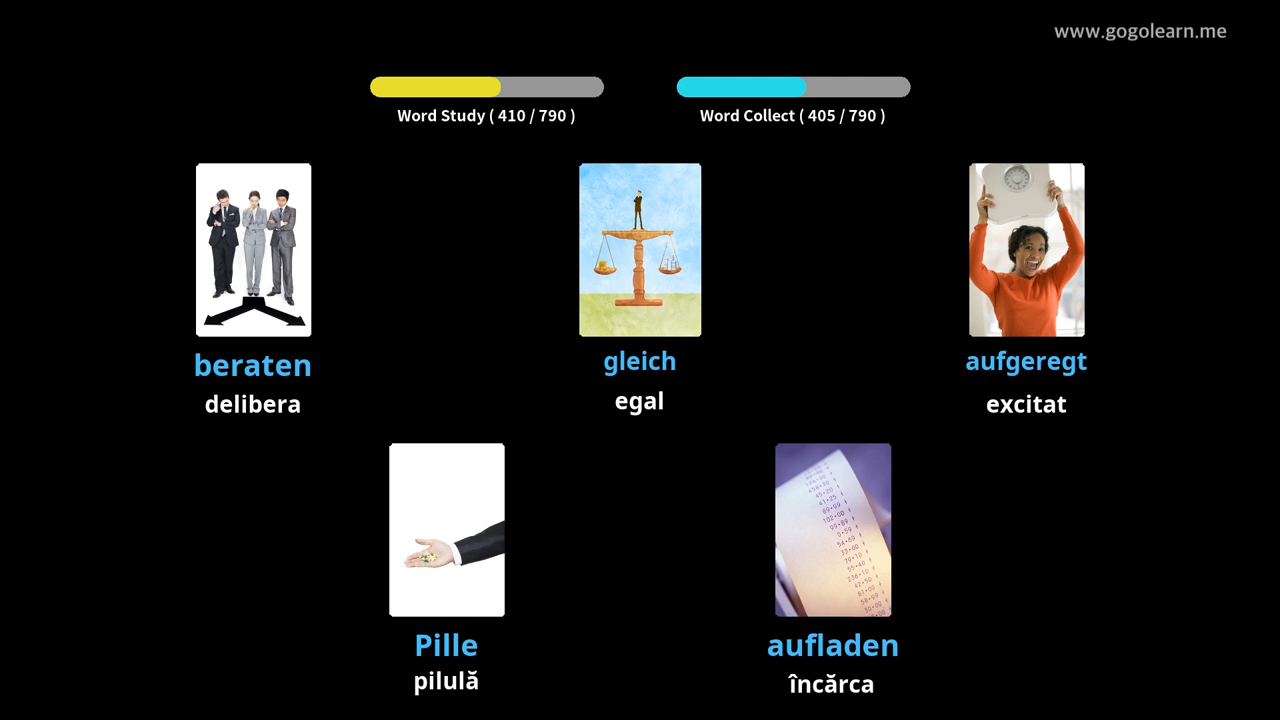 www.gogolearn.me
Word Study ( 410 / 790 )
Word Collect ( 405 / 790 )
beraten
delibera
gleich
egal
aufgeregt
excitat
Pille
pilulă
aufladen
încărca